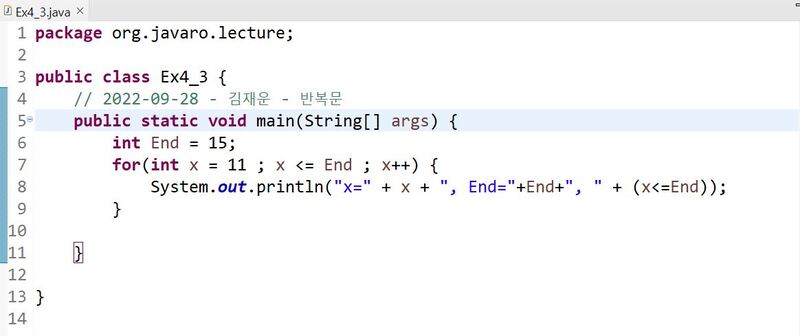 Ex4_3.java
1 package org.javaro.lecture;
2
3 public class Ex4_3 {
4     // 2022-09-28 - 김재운 - 반복문
5     public static void main(String[] args) {
6         int End = 15;
7         for(int x = 11 ; x <= End ; x++) {
8             System.out.println("x=" + x + ", End="+End+", " + (x<=End));
9         }
10
11     }
12
13 }
14